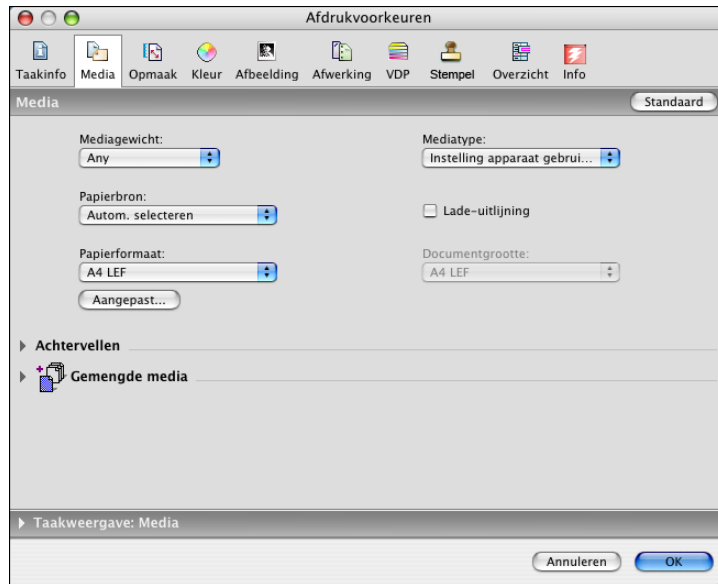 Afdrukvoorkeuren
Taakinfo Media Opmaak Kleur Afbeelding Afwerking VDP Stempel Overzicht Info
Media Standaard
Mediagewicht: Mediatype:
Any Instelling apparaat gebrui...
Papierbron:
Autom. selecteren Lade-uitlijning
Papierformaat: Documentgrootte:
A4 LEF A4 LEF
Aangepast...
Achtervellen
Gemengde media
Taakweergave: Media
Annuleren OK